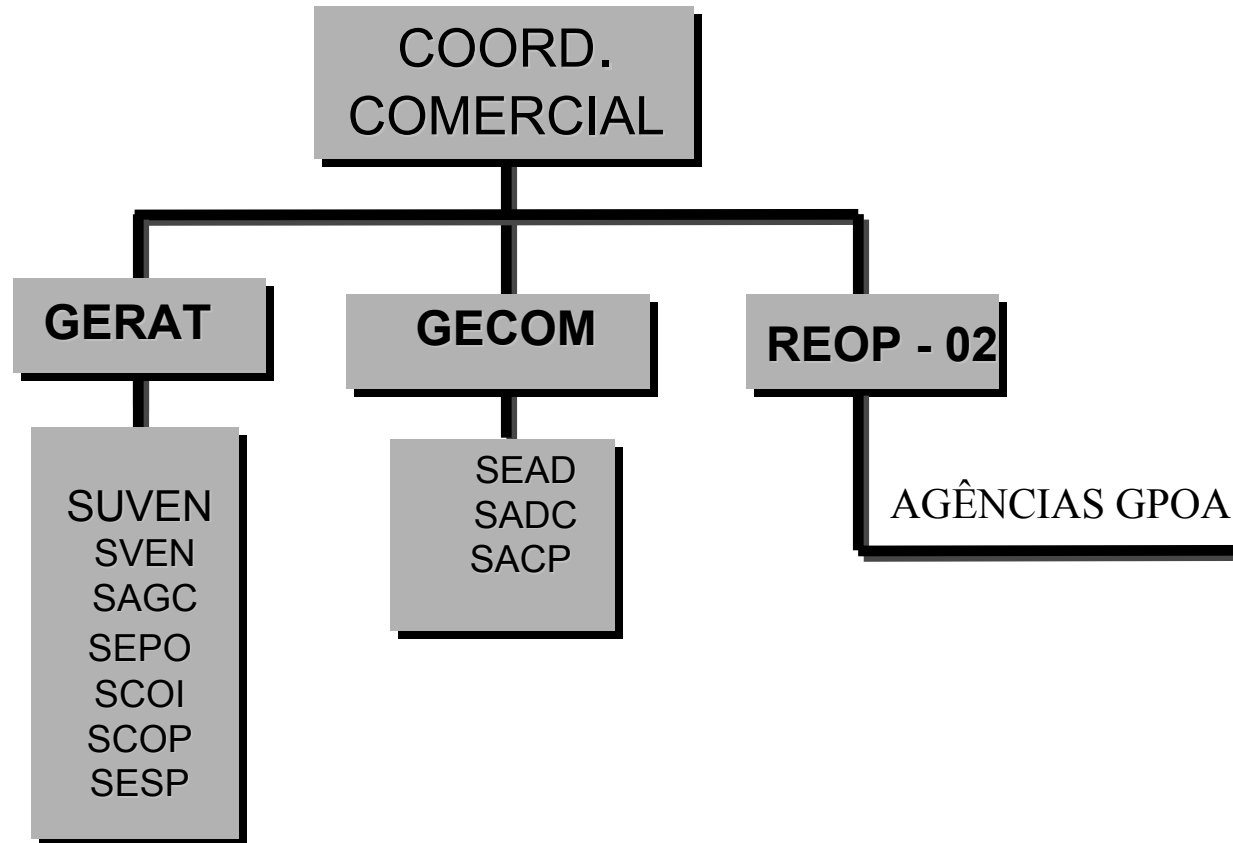 COORD.
COMERCIAL
GERAT
GECOM
REOP - 02
SUVEN
SVEN
SAGC
SEPO
SCOI
SCOP
SESP
SEAD
SADC
SACP
AGÊNCIAS GPOA